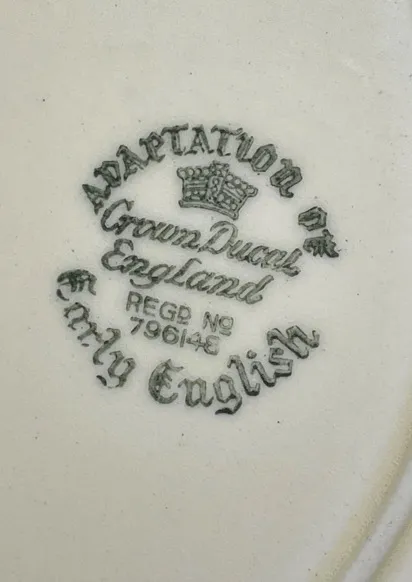 ADAPTATION OF
Crown Ducal
England
REGD No
796148
Early English